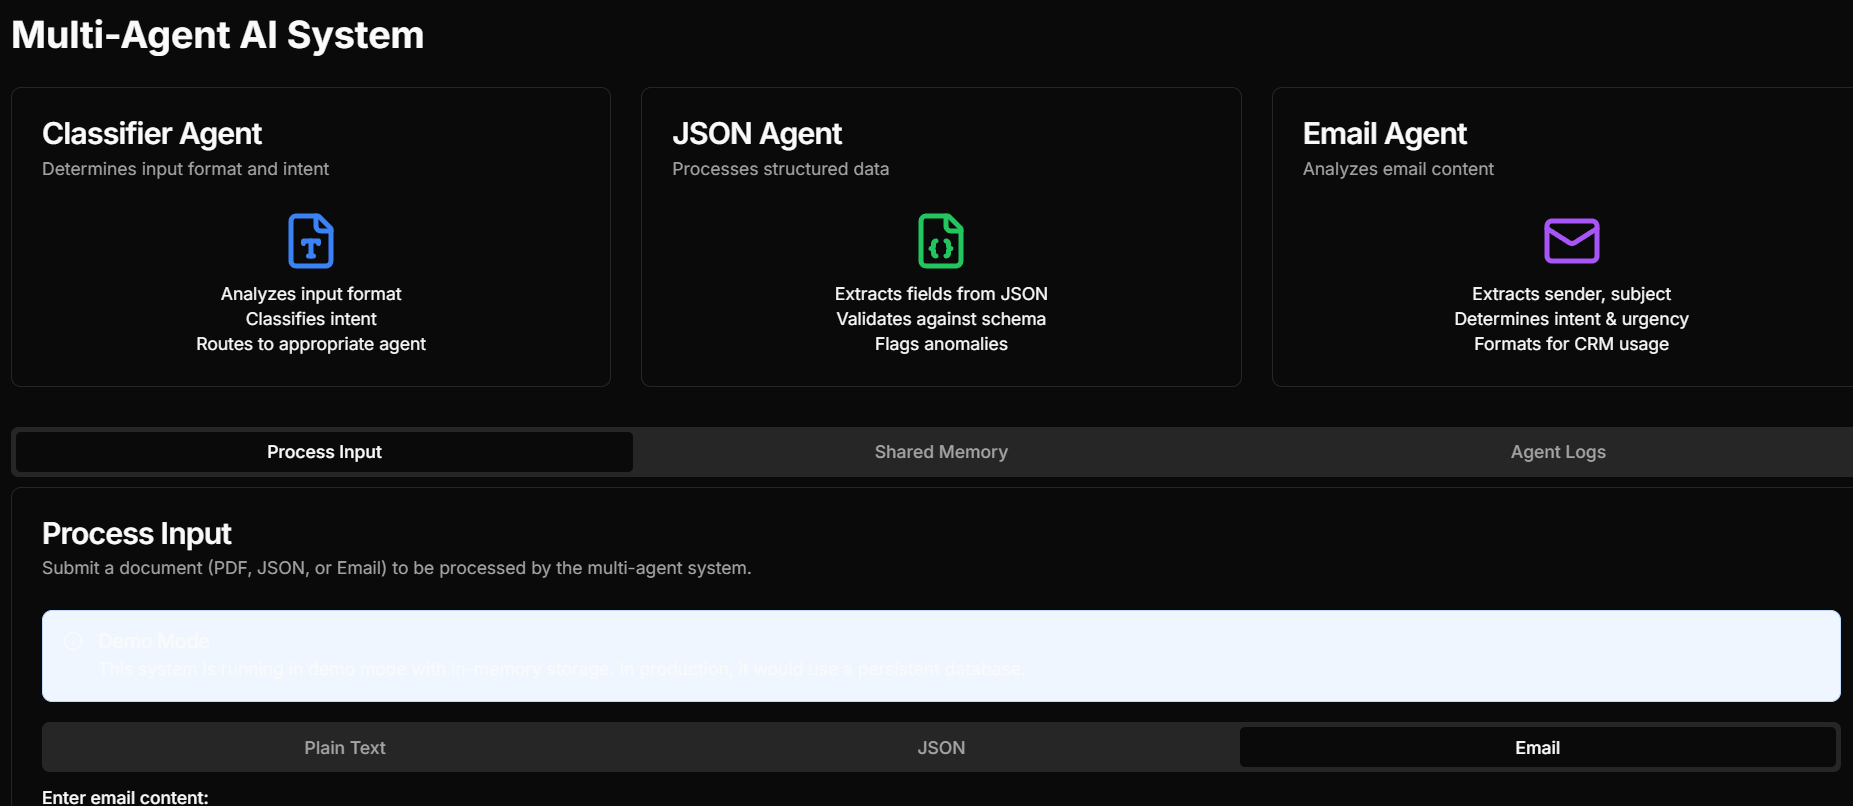 Multi-Agent AI System
Classifier Agent
Determines input format and intent
Analyzes input format
Classifies intent
Routes to appropriate agent
JSON Agent
Processes structured data
Extracts fields from JSON
Validates against schema
Flags anomalies
Email Agent
Analyzes email content
Extracts sender, subject
Determines intent & urgency
Formats for CRM usage
Process Input
Shared Memory
Agent Logs
Process Input
Submit a document (PDF, JSON, or Email) to be processed by the multi-agent system.
Demo Mode
This system is running in demo mode with in-memory storage. In production, it would use a persistent database.
Plain Text
JSON
Email
Enter email content: